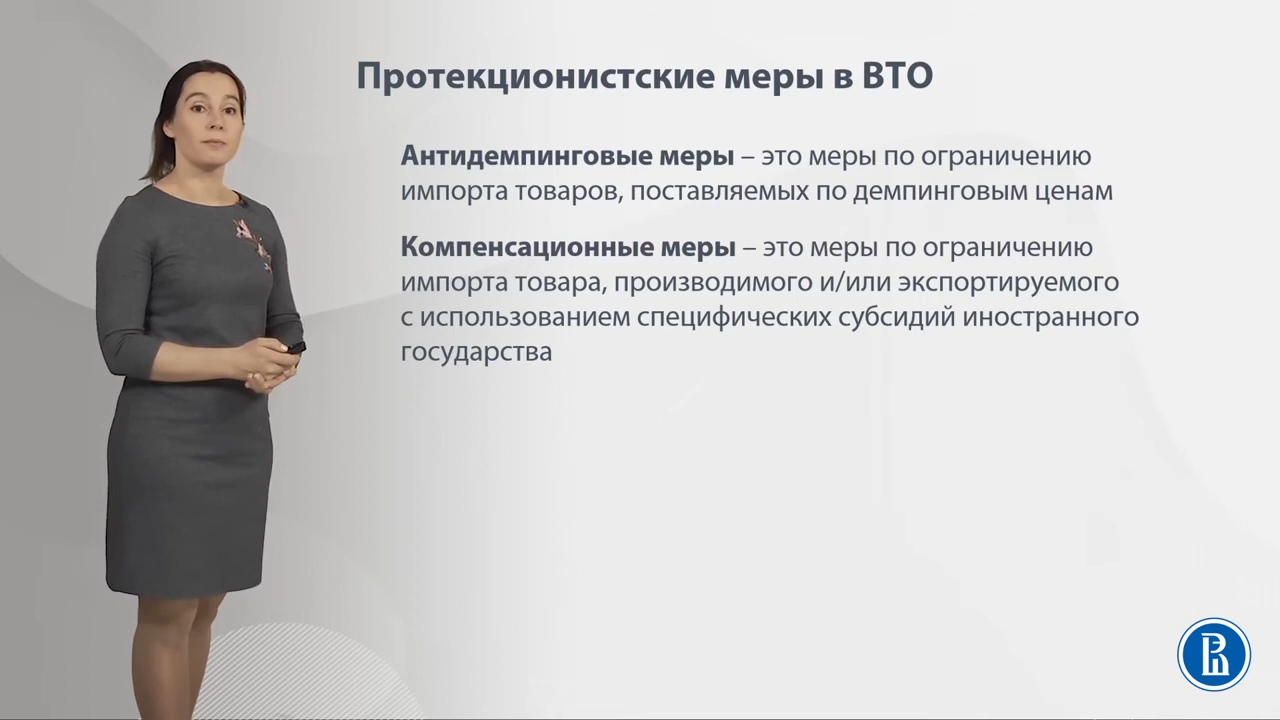 Протекционистские меры в ВТО
Антидемпинговые меры – это меры по ограничению
импорта товаров, поставляемых по демпинговым ценам
Компенсационные меры – это меры по ограничению
импорта товара, производимого и/или экспортируемого
с использованием специфических субсидий иностранного
государства